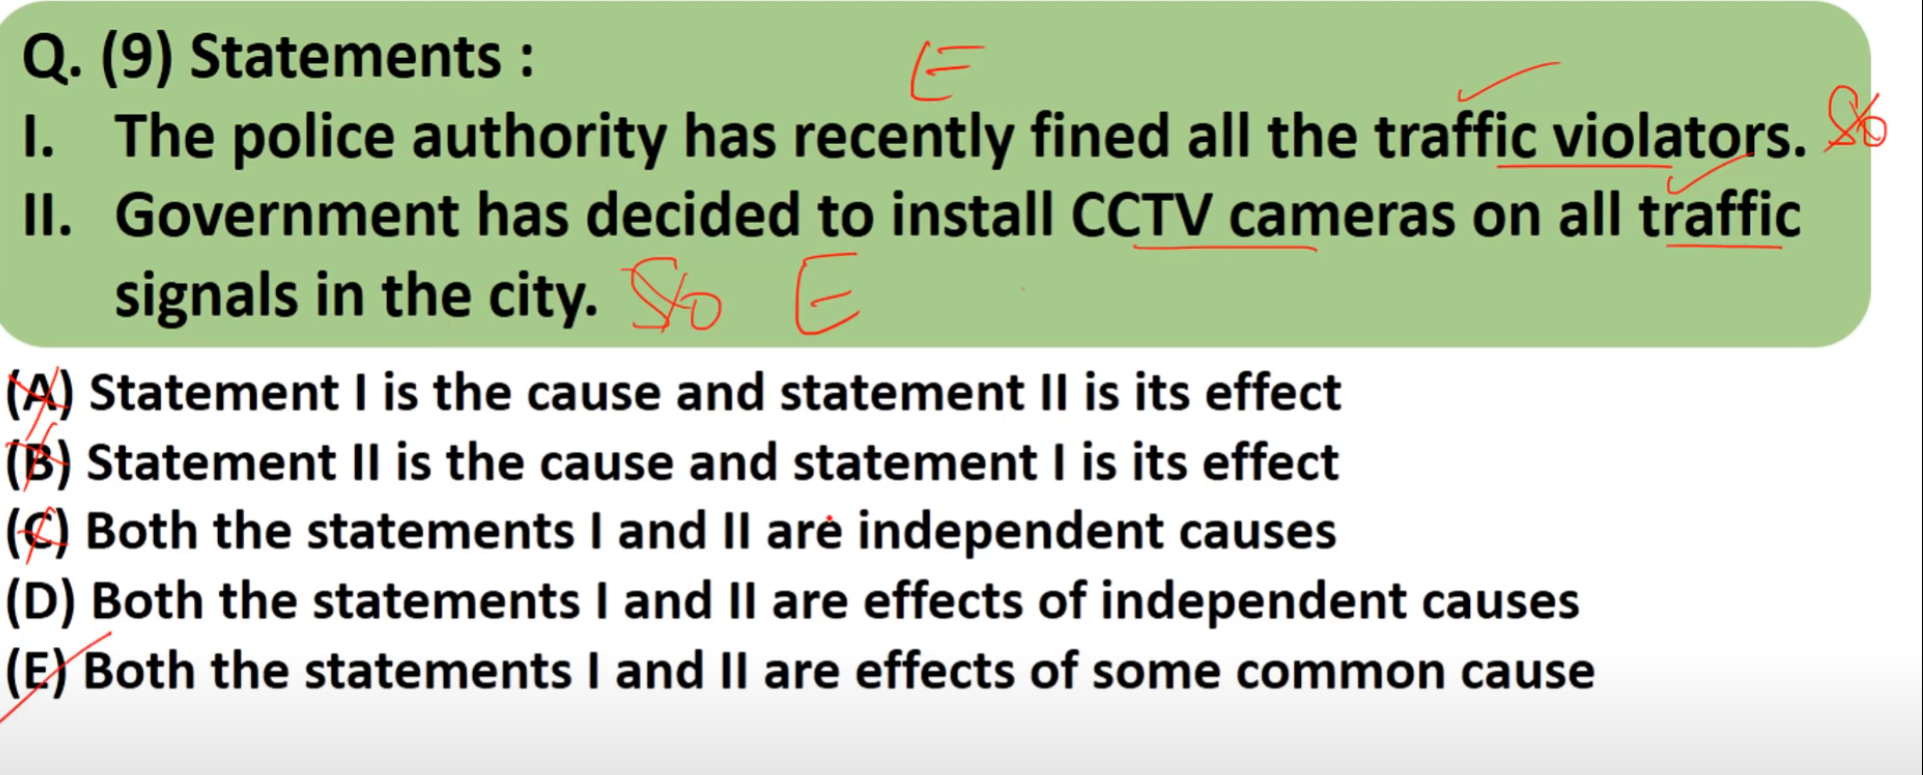 Q. (9) Statements :
E
I. The police authority has recently fined all the traffic violators.
II. Government has decided to install CCTV cameras on all traffic
signals in the city. E
(A) Statement I is the cause and statement II is its effect
(B) Statement II is the cause and statement I is its effect
(C) Both the statements I and II are independent causes
(D) Both the statements I and II are effects of independent causes
(E) Both the statements I and II are effects of some common cause